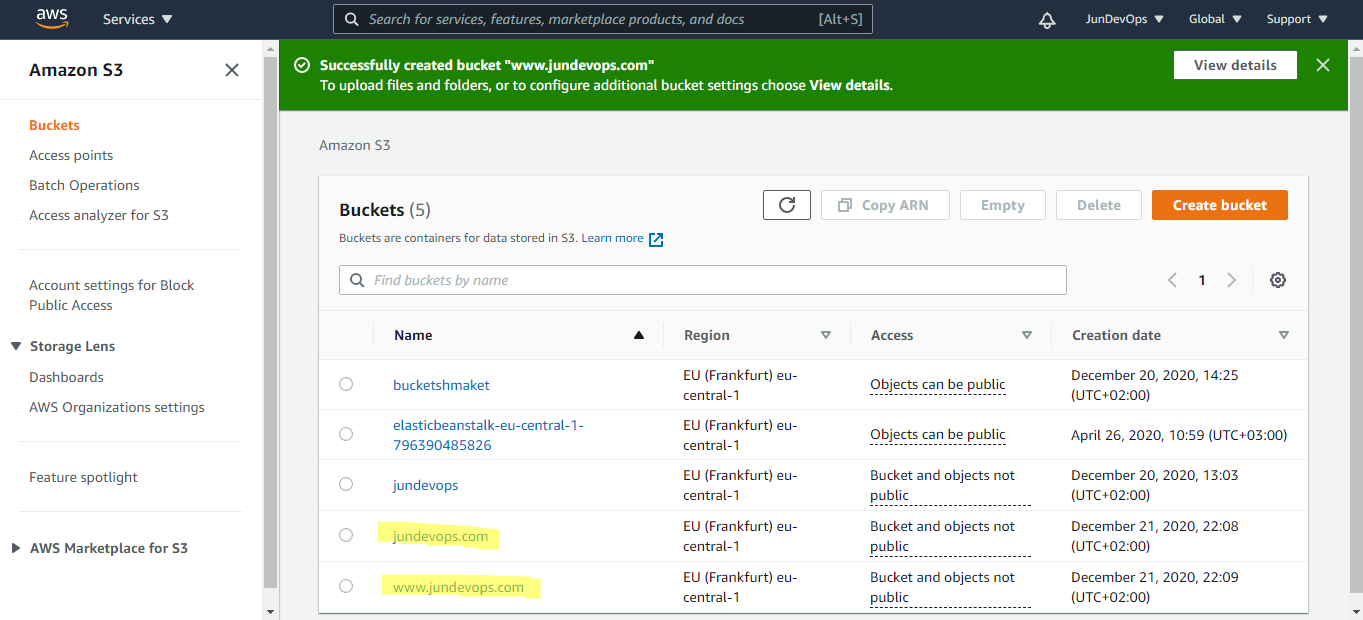 aws
Services
Search for services, features, marketplace products, and docs [Alt+S]
JunDevOps
Global
Support
Amazon S3
Buckets
Access points
Batch Operations
Access analyzer for S3
Account settings for Block
Public Access
Storage Lens
Dashboards
AWS Organizations settings
Feature spotlight
AWS Marketplace for S3
Successfully created bucket "www.jundevops.com"
To upload files and folders, or to configure additional bucket settings choose View details.
View details
Amazon S3
Buckets (5)
Copy ARN
Empty
Delete
Create bucket
Buckets are containers for data stored in S3. Learn more
Find buckets by name
1
Name Region Access Creation date
bucketshmaket
EU (Frankfurt) eu-
central-1
Objects can be public
December 20, 2020, 14:25
(UTC+02:00)
elasticbeanstalk-eu-central-1-
796390485826
EU (Frankfurt) eu-
central-1
Objects can be public
April 26, 2020, 10:59 (UTC+03:00)
jundevops
EU (Frankfurt) eu-
central-1
Bucket and objects not
public
December 20, 2020, 13:03
(UTC+02:00)
jundevops.com
EU (Frankfurt) eu-
central-1
Bucket and objects not
public
December 21, 2020, 22:08
(UTC+02:00)
www.jundevops.com
EU (Frankfurt) eu-
central-1
Bucket and objects not
public
December 21, 2020, 22:09
(UTC+02:00)